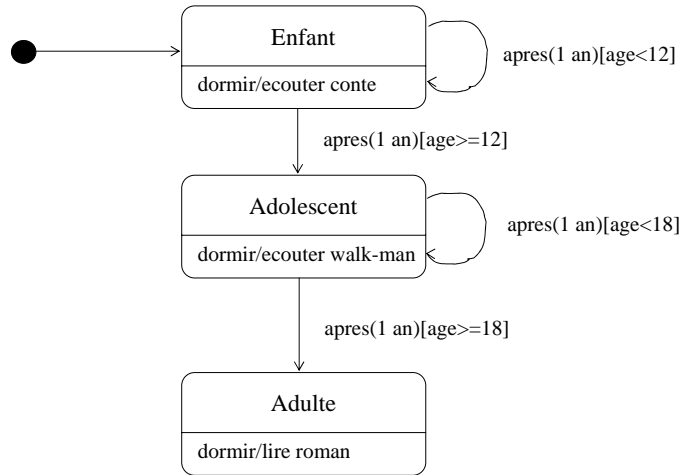 Enfant
apres(1 an)[age<12]
dormir/ecouter conte
apres(1 an)[age>=12]
Adolescent
apres(1 an)[age<18]
dormir/ecouter walk-man
apres(1 an)[age>=18]
Adulte
dormir/lire roman